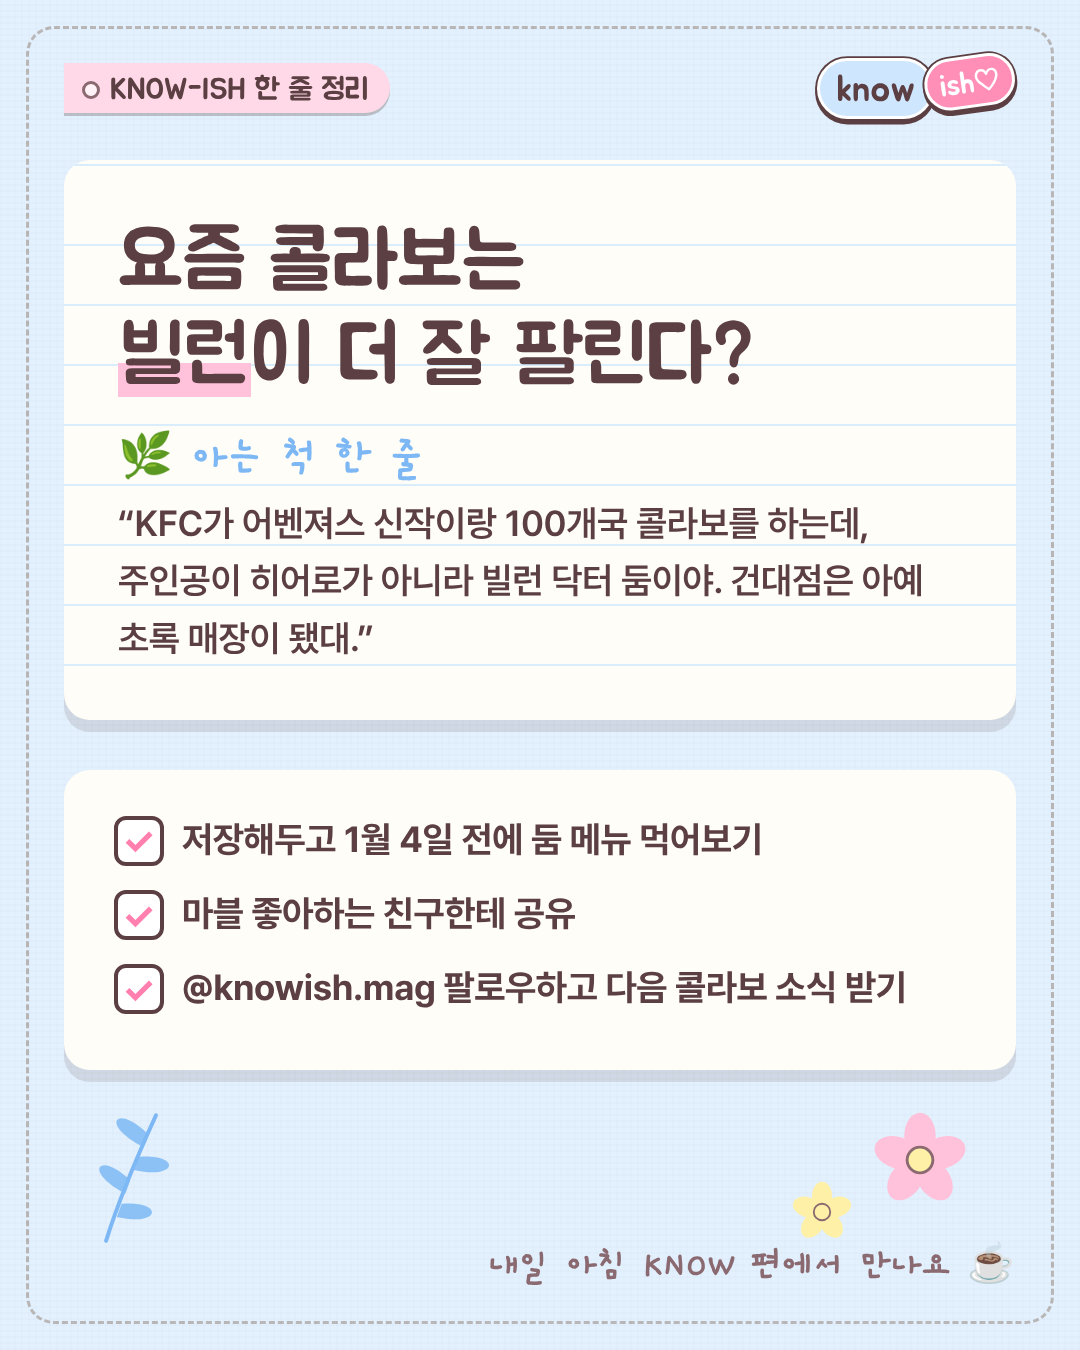 KNOW-ISH 한 줄 정리
know ish♡
요즘 콜라보는
빌런이 더 잘 팔린다?
🌿 아는 척 한 줄
“KFC가 어벤져스 신작이랑 100개국 콜라보를 하는데,
주인공이 히어로가 아니라 빌런 닥터 둠이야. 건대점은 아예
초록 매장이 됐대.”
저장해두고 1월 4일 전에 둠 메뉴 먹어보기
마블 좋아하는 친구한테 공유
@knowish.mag 팔로우하고 다음 콜라보 소식 받기
내일 아침 KNOW 편에서 만나요 ☕